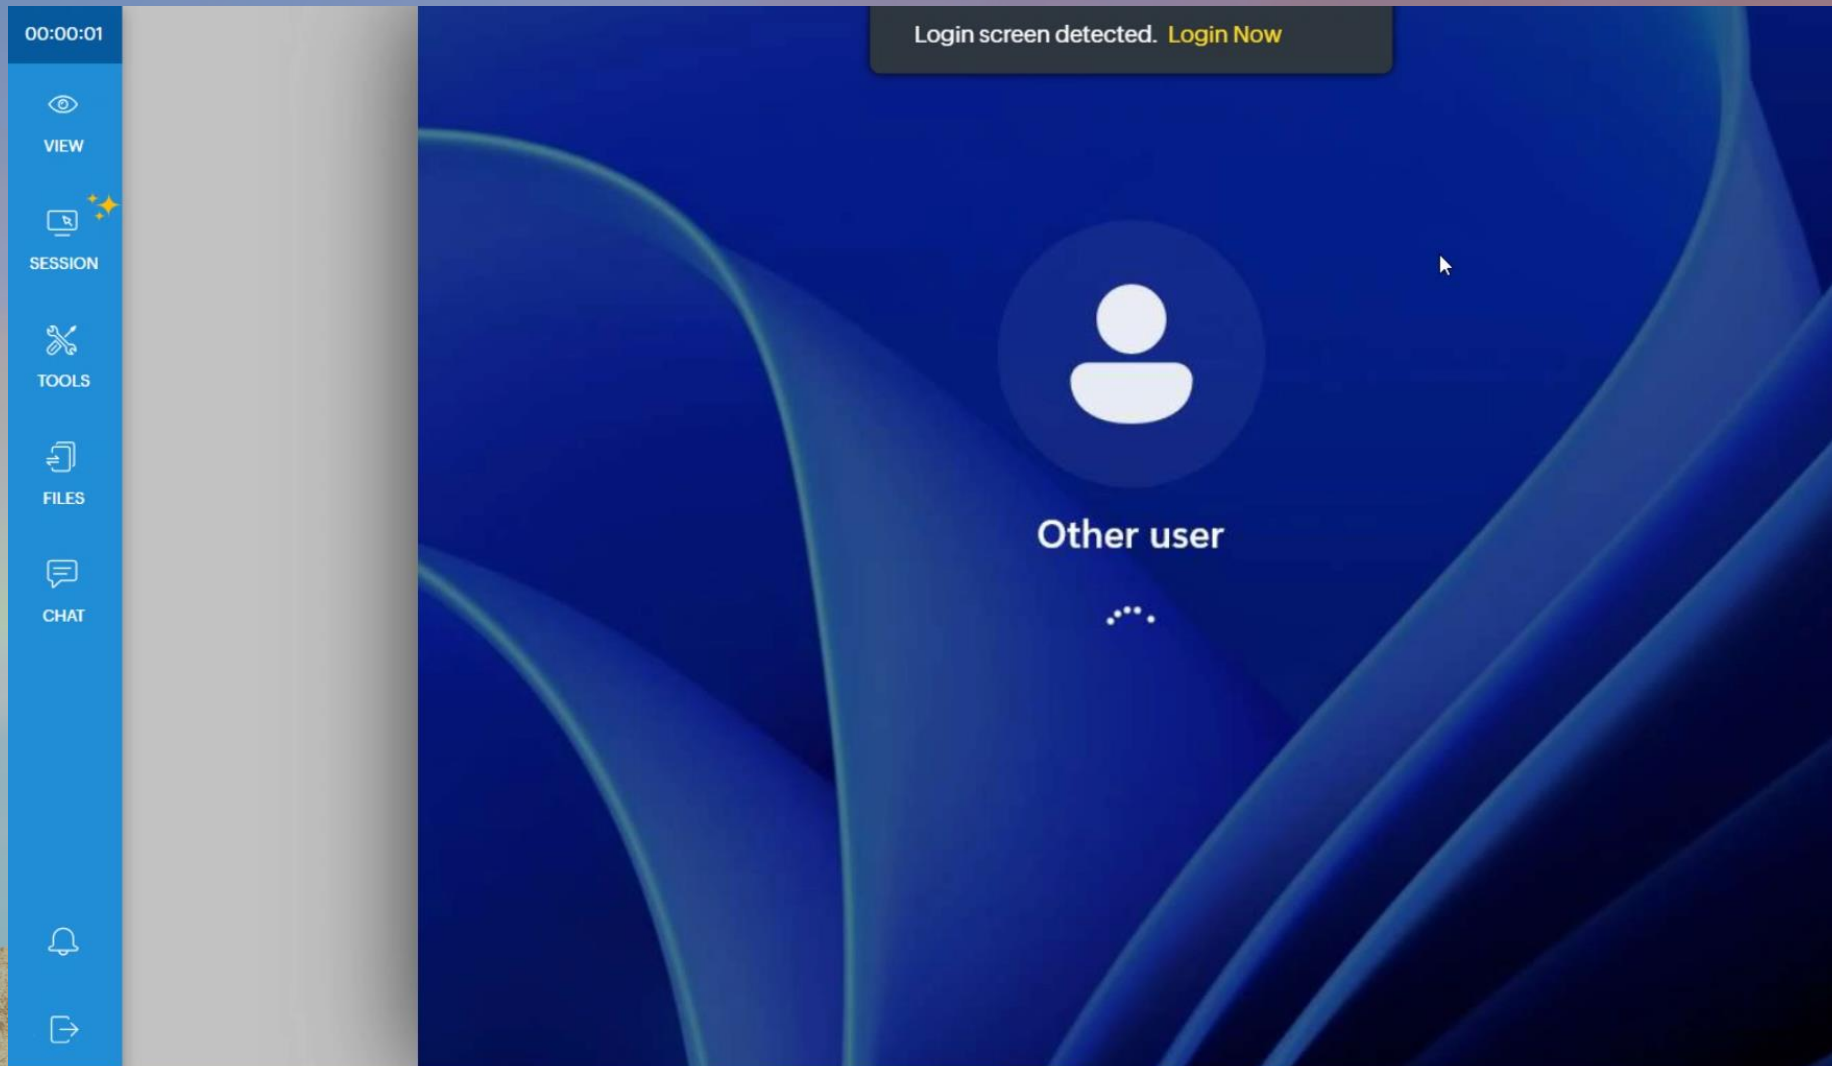 00:00:01
Login screen detected. Login Now
VIEW
SESSION
TOOLS
FILES
CHAT
Other user